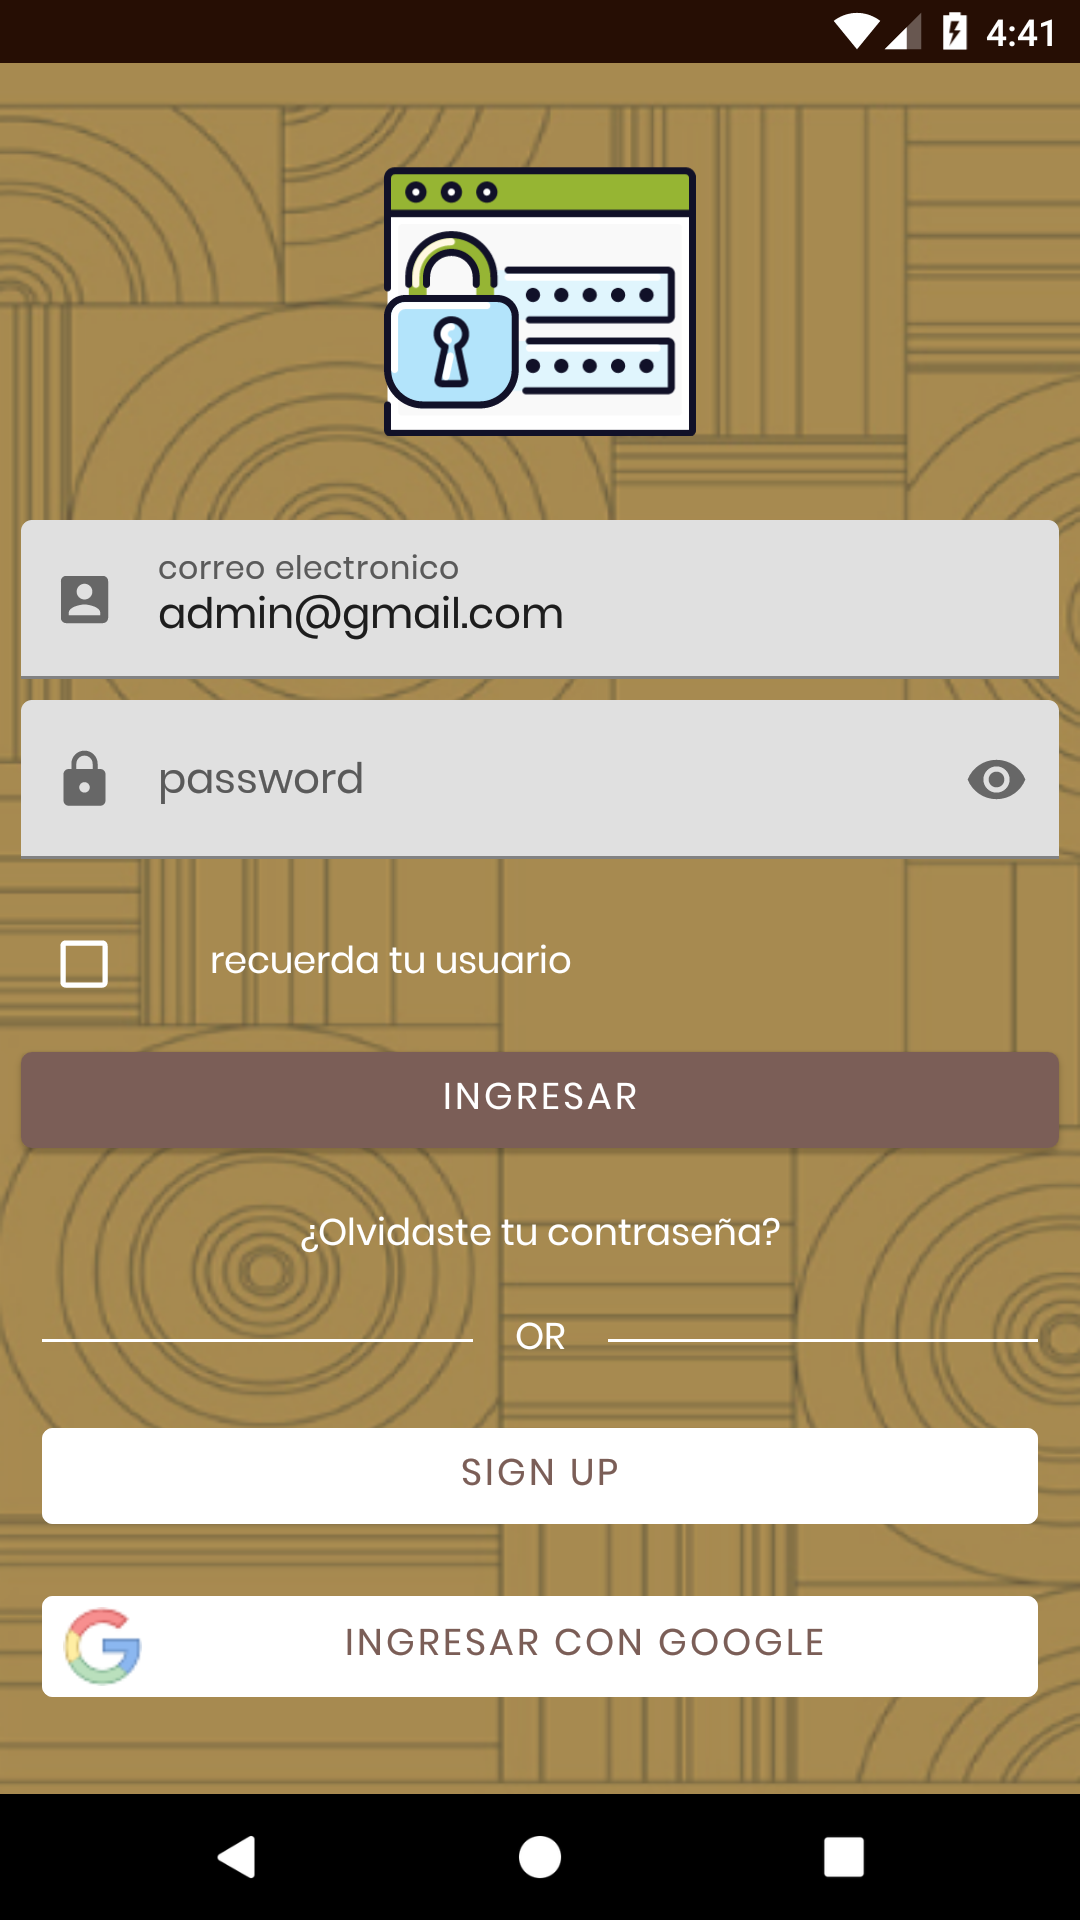 4:41
correo electronico
admin@gmail.com
password
recuerda tu usuario
INGRESAR
¿Olvidaste tu contraseña?
OR
SIGN UP
INGRESAR CON GOOGLE